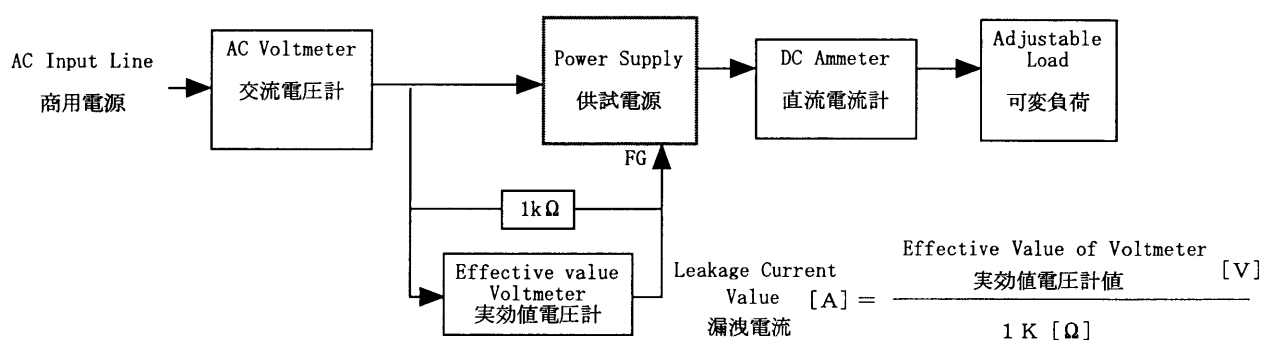 AC Input Line
商用電源
AC Voltmeter
交流電圧計
Power Supply
供試電源
DC Ammeter
直流電流計
Adjustable
Load
可変負荷
FG
1kΩ
Effective value
Voltmeter
実効値電圧計
Leakage Current
Value [A] =
漏洩電流
Effective Value of Voltmeter [V]
実効値電圧計値
1 K [Ω]